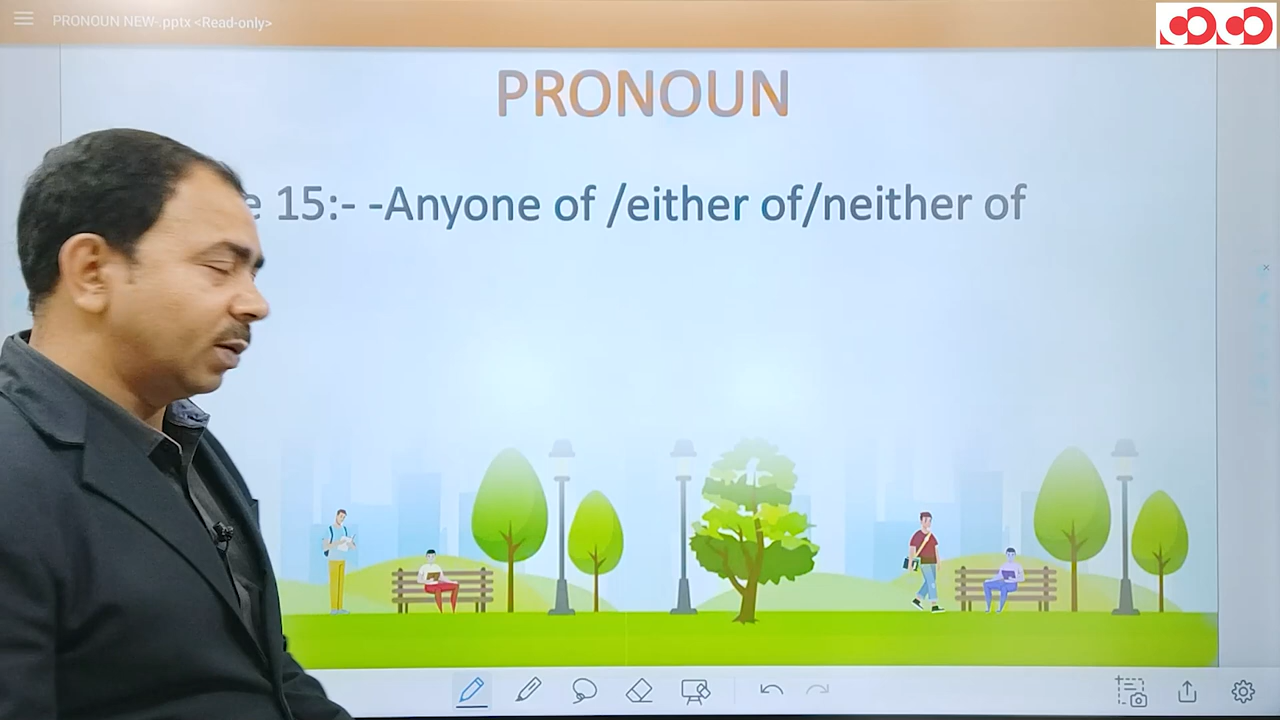 PRONOUN NEW-.pptx <Read-only>
PRONOUN
15:- -Anyone of /either of/neither of